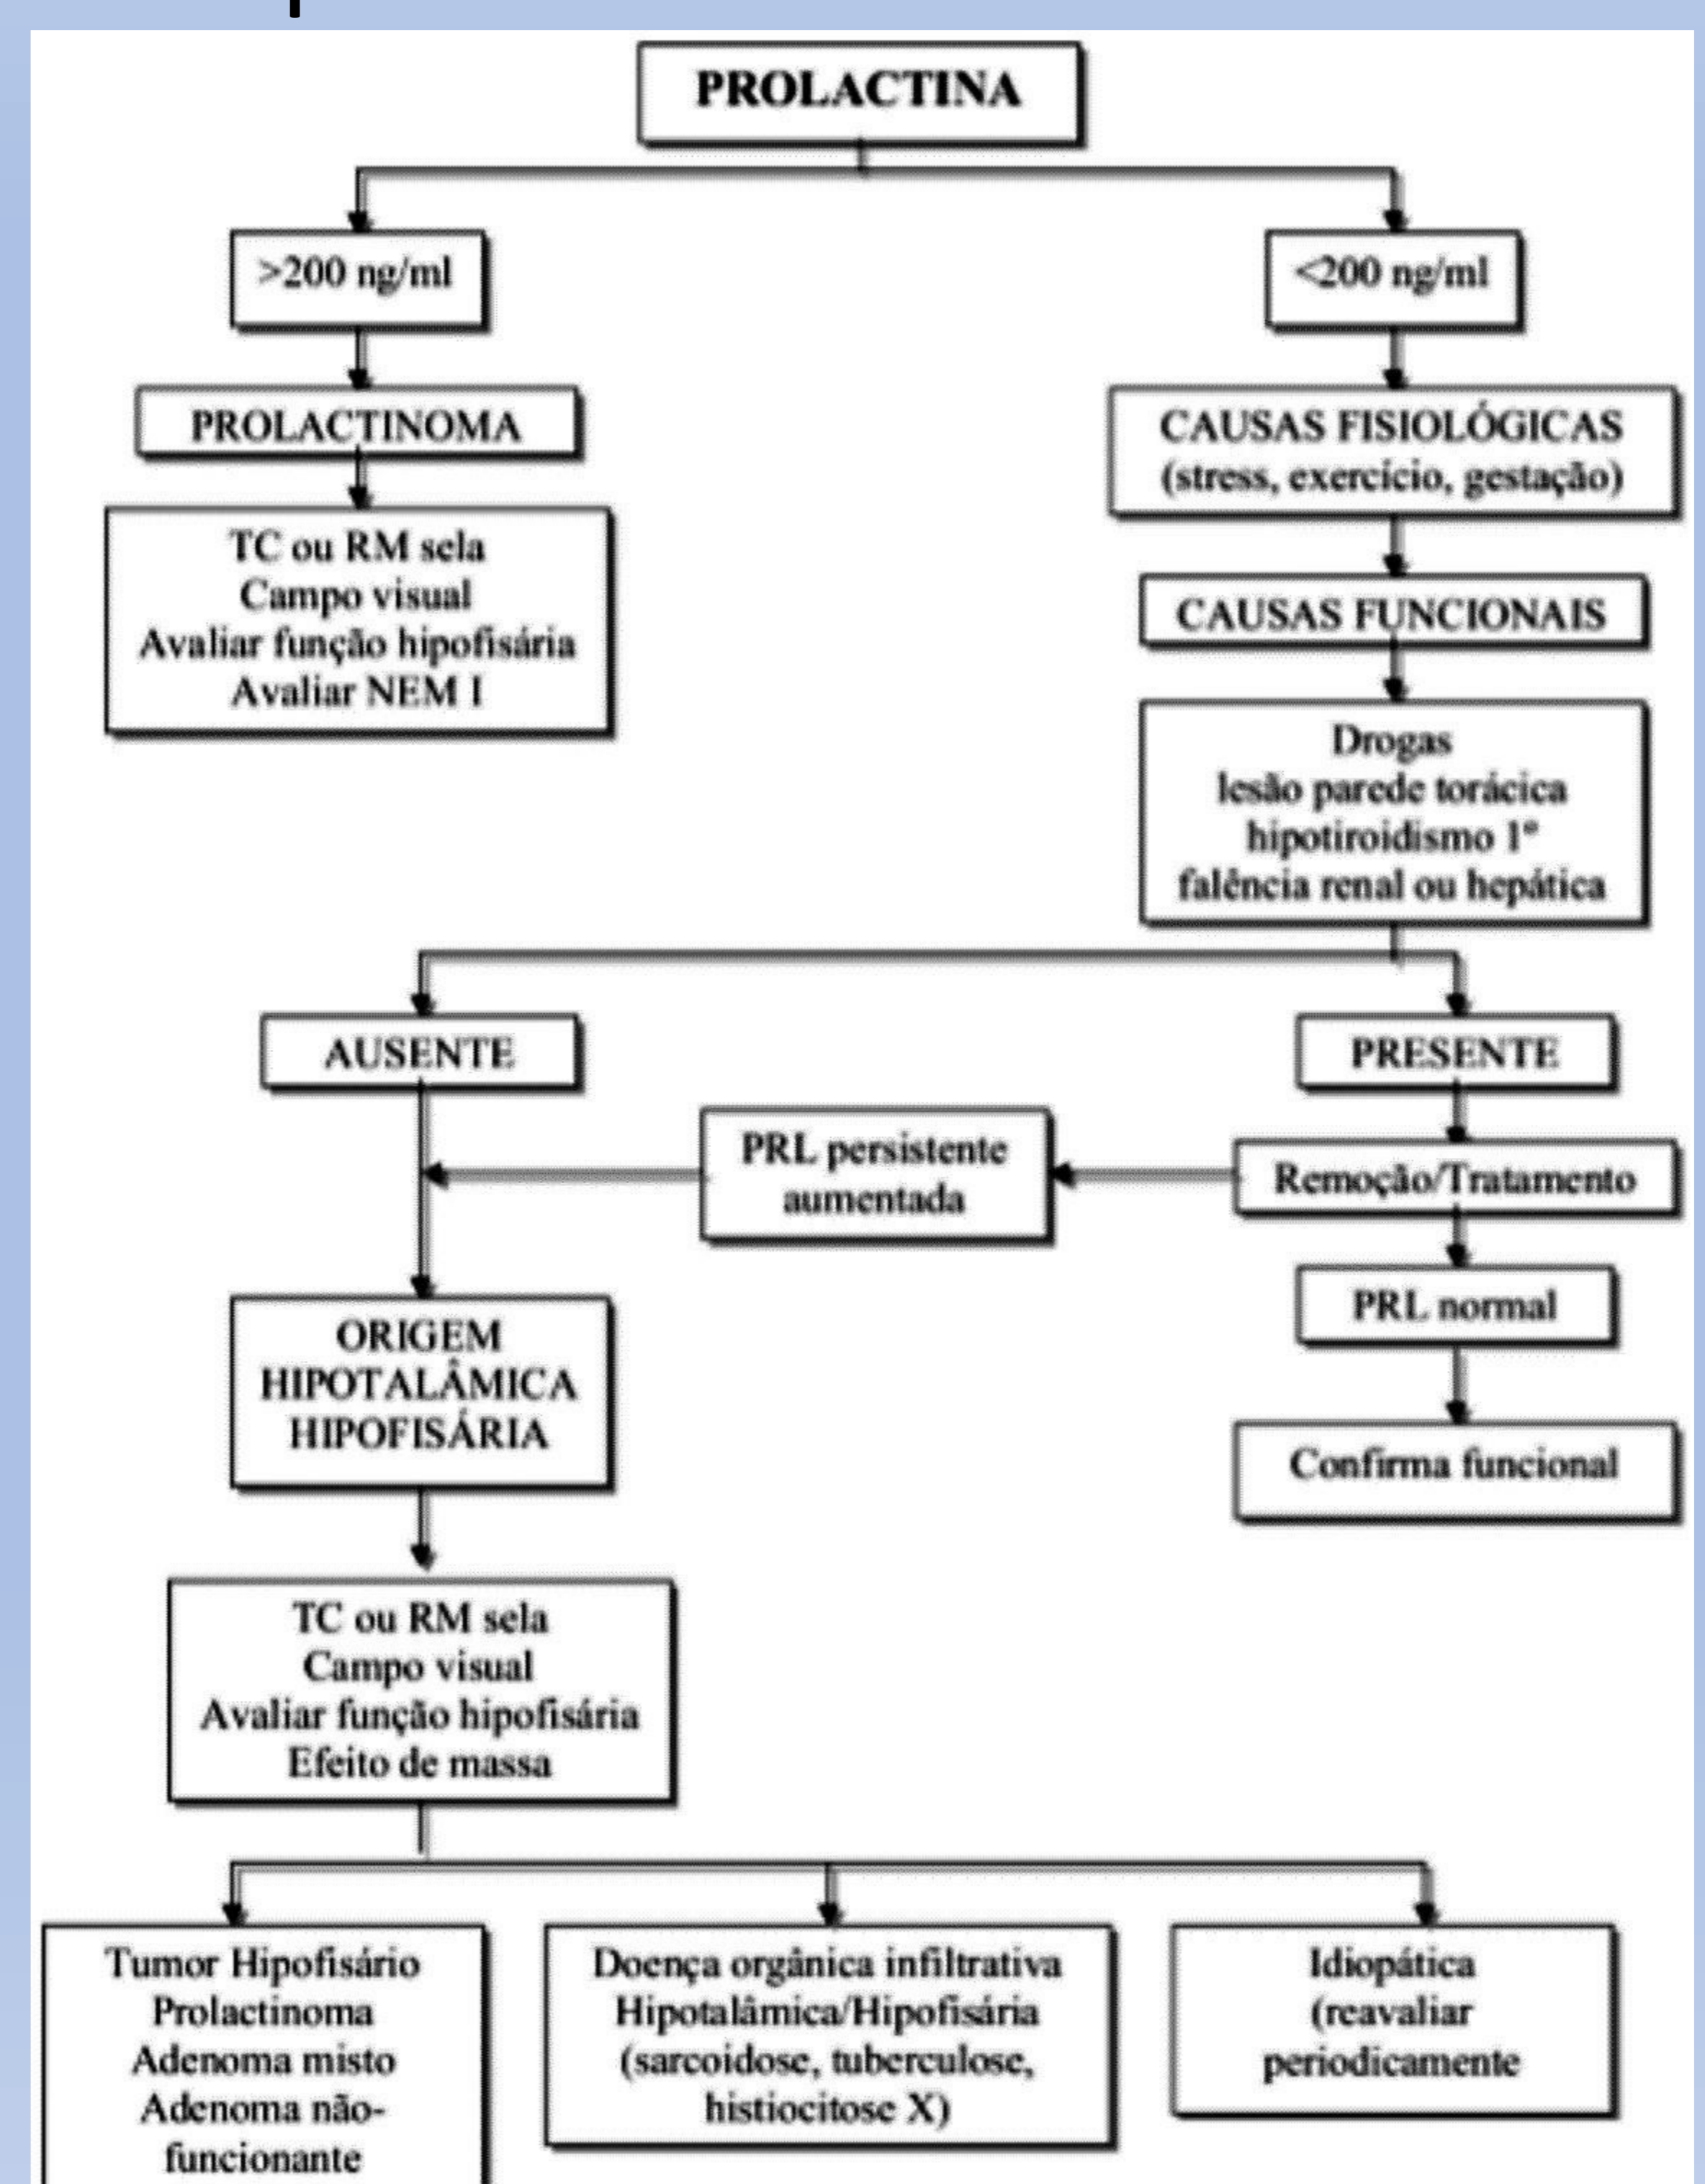 PROLACTINA
>200 ng/ml
<200 ng/ml
PROLACTINOMA
CAUSAS FISIOLÓGICAS
(stress, exercício, gestação)
TC ou RM sela
Campo visual
Avaliar função hipofisária
Avaliar NEM I
CAUSAS FUNCIONAIS
Drogas
lesão parede torácica
hipotiroidismo 1º
falência renal ou hepática
AUSENTE
PRESENTE
PRL persistente
aumentada
Remoção/Tratamento
PRL normal
ORIGEM
HIPOTALÂMICA
HIPOFISÁRIA
Confirma funcional
TC ou RM sela
Campo visual
Avaliar função hipofisária
Efeito de massa
Tumor Hipofisário
Prolactinoma
Adenoma misto
Adenoma não-
funcionante
Doença orgânica infiltrativa
Hipotalâmica/Hipofisária
(sarcoidose, tuberculose,
histiocitose X)
Idiopática
(reavaliar
periodicamente